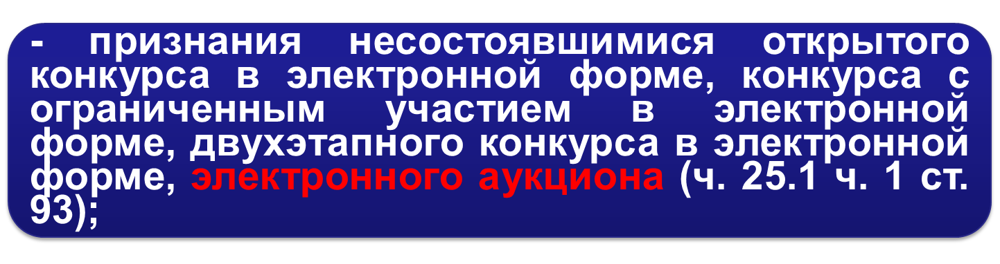 - признания несостоявшимися открытого
конкурса в электронной форме, конкурса с
ограниченным участием в электронной
форме, двухэтапного конкурса в электронной
форме, электронного аукциона (ч. 25.1 ч. 1 ст.
93);